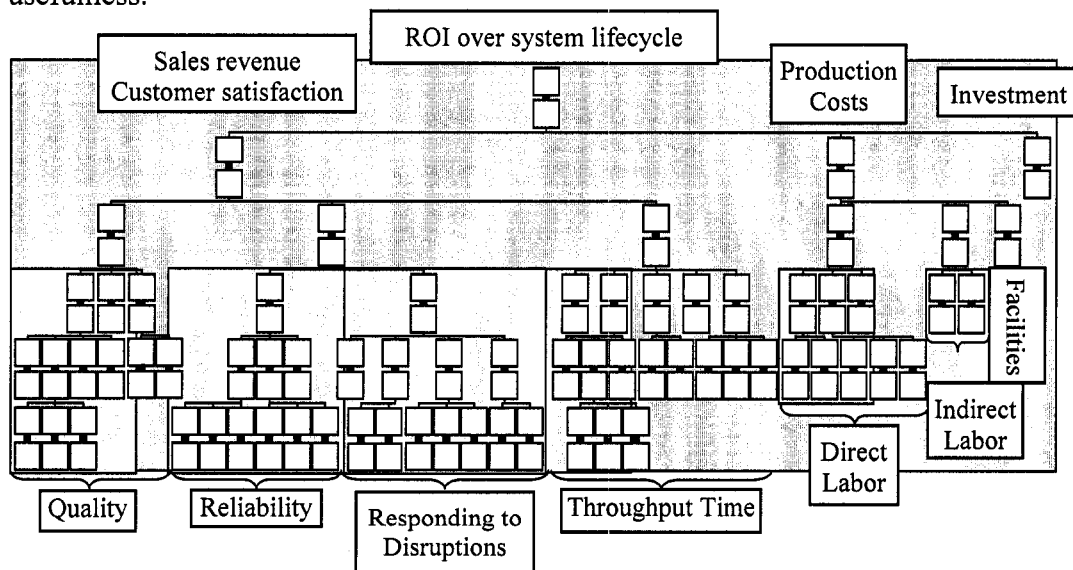 usefulness.
ROI over system lifecycle
Sales revenue
Customer satisfaction
Production
Costs
Investment
Facilities
Indirect
Labor
Direct
Labor
Quality
Reliability
Responding to
Disruptions
Throughput Time